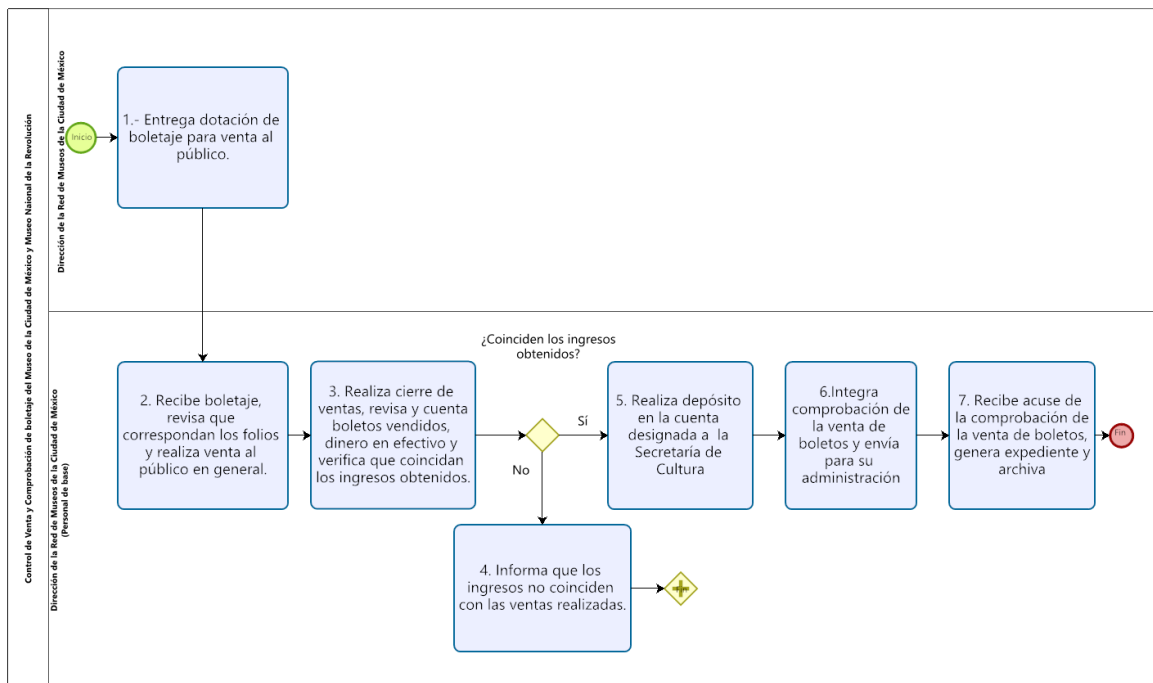 Control de Venta y Comprobación de boletaje del Museo de la Ciudad de México y Museo Naional de la Revolución
Dirección de la Red de Museos de la Ciudad de México
Inicio
1.- Entrega dotación de
boletaje para venta al
público.
Dirección de la Red de Museos de la Ciudad de México
(Personal de base)
2. Recibe boletaje,
revisa que
correspondan los folios
y realiza venta al
público en general.
3. Realiza cierre de
ventas, revisa y cuenta
boletos vendidos,
dinero en efectivo y
verifica que coincidan
los ingresos obtenidos.
¿Coinciden los ingresos
obtenidos?
Sí
No
4. Informa que los
ingresos no coinciden
con las ventas realizadas.
5. Realiza depósito
en la cuenta
designada a la
Secretaría de
Cultura
6.Integra
comprobación de
la venta de
boletos y envía
para su
administración
7. Recibe acuse de
la comprobación de
la venta de boletos,
genera expediente y
archiva
Fin